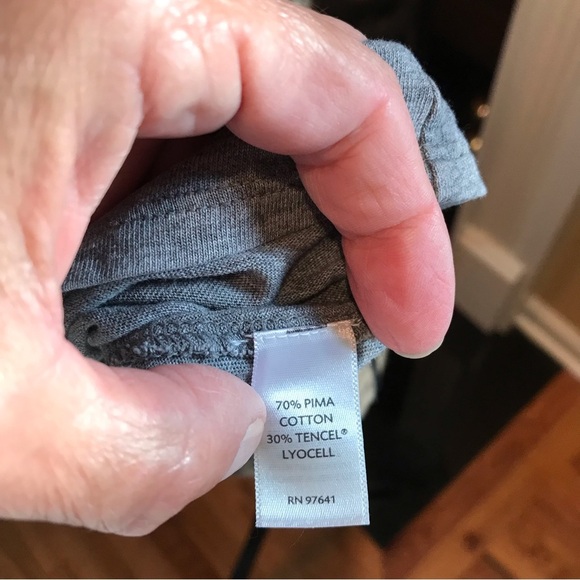 70% PIMA
COTTON
30% TENCEL®
LYOCELL
RN 97641